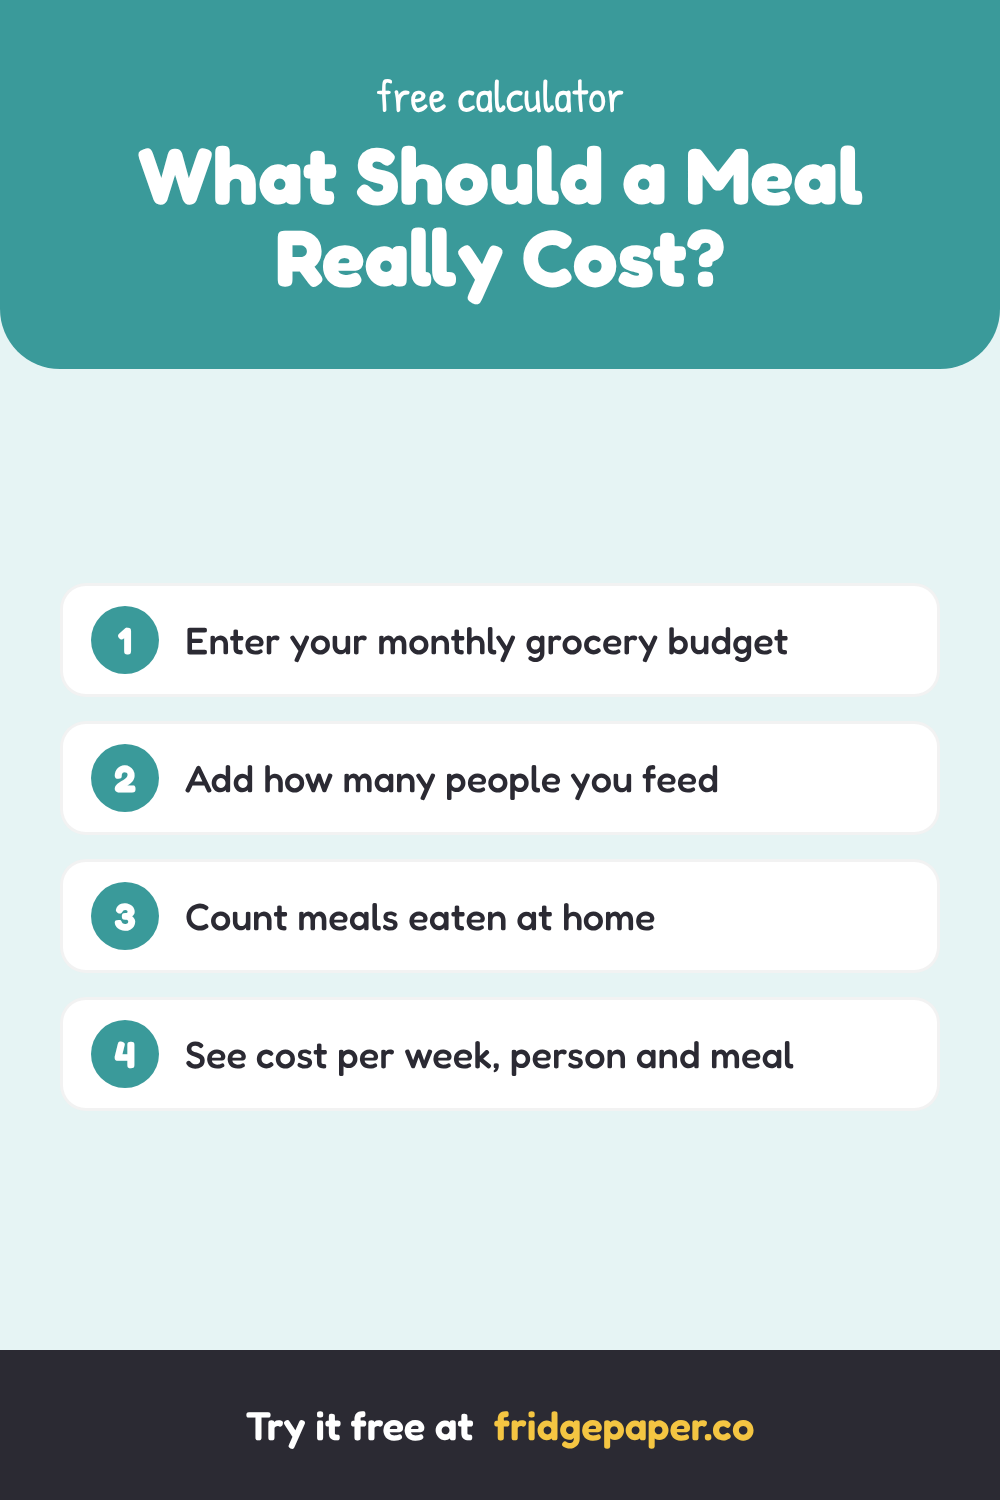 free calculator
What Should a Meal
Really Cost?
1 Enter your monthly grocery budget
2 Add how many people you feed
3 Count meals eaten at home
4 See cost per week, person and meal
Try it free at fridgepaper.co